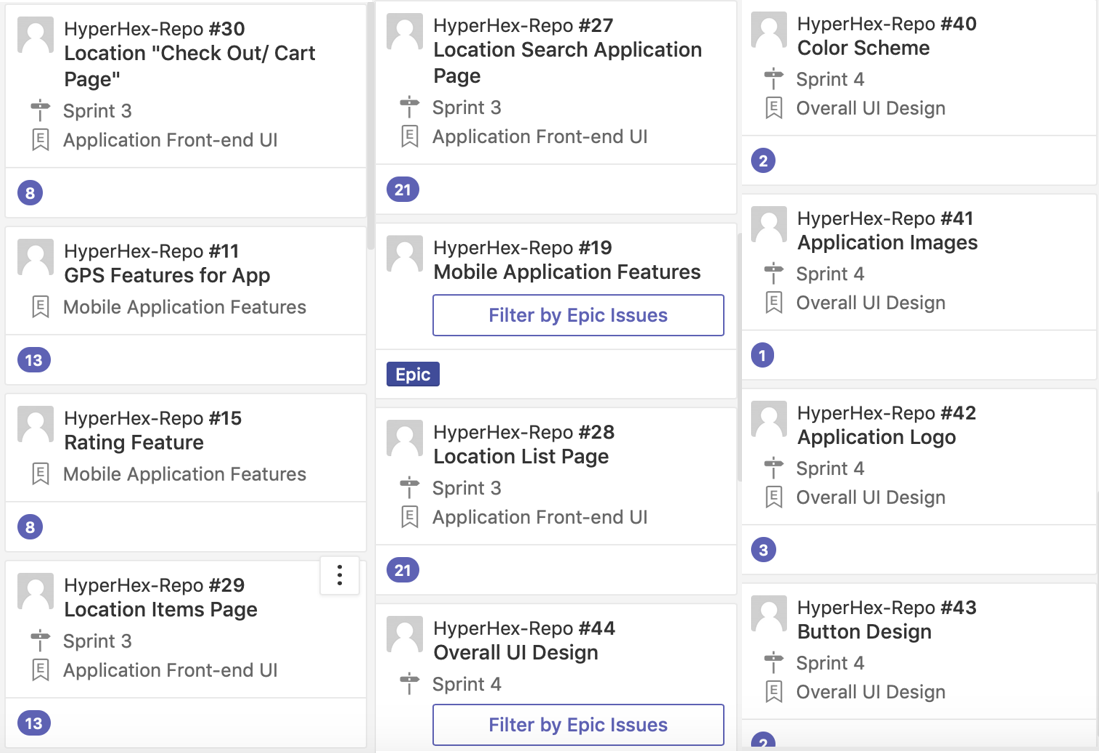 HyperHex-Repo #30
Location "Check Out/ Cart
Page"
Sprint 3
E Application Front-end UI
8
HyperHex-Repo #11
GPS Features for App
E Mobile Application Features
13
HyperHex-Repo #15
Rating Feature
E Mobile Application Features
8
HyperHex-Repo #29
Location Items Page
Sprint 3
E Application Front-end UI
13
HyperHex-Repo #27
Location Search Application
Page
Sprint 3
E Application Front-end UI
21
HyperHex-Repo #19
Mobile Application Features
Filter by Epic Issues
Epic
HyperHex-Repo #28
Location List Page
Sprint 3
E Application Front-end UI
21
HyperHex-Repo #44
Overall UI Design
Sprint 4
Filter by Epic Issues
HyperHex-Repo #40
Color Scheme
Sprint 4
E Overall UI Design
2
HyperHex-Repo #41
Application Images
Sprint 4
E Overall UI Design
1
HyperHex-Repo #42
Application Logo
Sprint 4
E Overall UI Design
3
HyperHex-Repo #43
Button Design
Sprint 4
E Overall UI Design
2